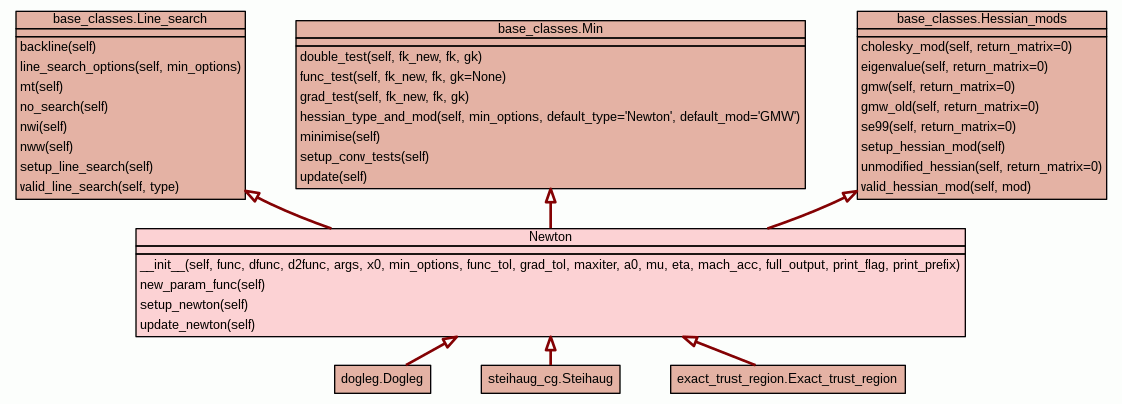 base_classes.Line_search
backline(self)
line_search_options(self, min_options)
mt(self)
no_search(self)
nwi(self)
nww(self)
setup_line_search(self)
valid_line_search(self, type)
base_classes.Min
double_test(self, fk_new, fk, gk)
func_test(self, fk_new, fk, gk=None)
grad_test(self, fk_new, fk, gk)
hessian_type_and_mod(self, min_options, default_type='Newton', default_mod='GMW')
minimise(self)
setup_conv_tests(self)
update(self)
base_classes.Hessian_mods
cholesky_mod(self, return_matrix=0)
eigenvalue(self, return_matrix=0)
gmw(self, return_matrix=0)
gmw_old(self, return_matrix=0)
se99(self, return_matrix=0)
setup_hessian_mod(self)
unmodified_hessian(self, return_matrix=0)
valid_hessian_mod(self, mod)
Newton
__init__(self, func, dfunc, d2func, args, x0, min_options, func_tol, grad_tol, maxiter, a0, mu, eta, mach_acc, full_output, print_flag, print_prefix)
new_param_func(self)
setup_newton(self)
update_newton(self)
dogleg.Dogleg
steihaug_cg.Steihaug
exact_trust_region.Exact_trust_region